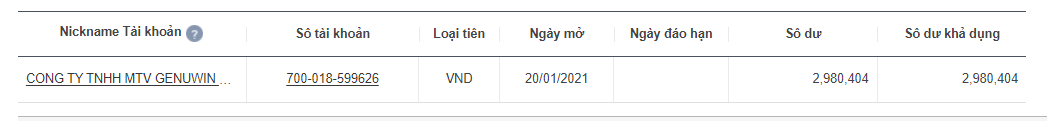 Nickname Tài khoản ? Số tài khoản Loại tiền Ngày mở Ngày đáo hạn Số dư Số dư khả dụng
CONG TY TNHH MTV GENUWIN ... 700-018-599626 VND 20/01/2021 2,980,404 2,980,404